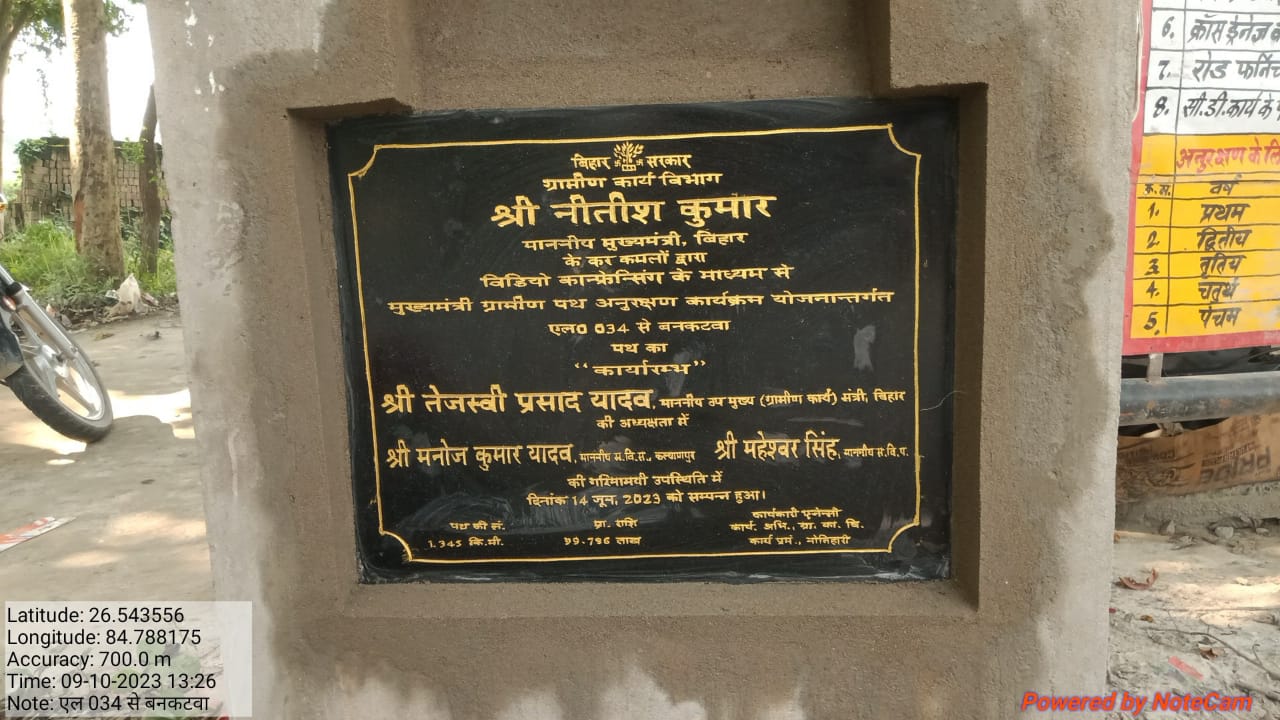 बिहार सरकार
ग्रामीण कार्य विभाग
श्री नीतीश कुमार
माननीय मुख्यमंत्री, बिहार
के कर कमलों द्वारा
विडियो कान्फ्रेन्सिंग के माध्यम से
मुख्यमंत्री ग्रामीण पथ अनुरक्षण कार्यक्रम योजनान्तर्गत
एल0 034 से बनकटवा
पथ का
“कार्यारम्भ”
श्री तेजस्वी प्रसाद यादव, माननीय उप मुख्य (ग्रामीण कार्य) मंत्री, बिहार
की अध्यक्षता में
श्री मनोज कुमार यादव, माननीय स.वि.स., कल्याणपुर श्री महेश्वर सिंह, माननीय स.वि.प.
की गरिमामयी उपस्थिति में
दिनांक 14 जून, 2023 को सम्पन्न हुआ।
पथ की लं. प्रा. राशि कार्यकारी एजेन्सी
कार्य. अभि., ग्रा. का. वि.
1.345 कि.मी. 99.796 लाख कार्य प्रमं., मोतिहारी
6. क्रॉस ड्रेनेज
7. रोड
8. सी.डी.कार्य के
अनुरक्षण के
क्र.सं. वर्ष
1. प्रथम
2 द्वितीय
3 तृतिय
4. चतुर्थ
5. पंचम
Latitude: 26.543556
Longitude: 84.788175
Accuracy: 700.0 m
Time: 09-10-2023 13:26
Note: एल 034 से बनकटवा
Powered by NoteCam